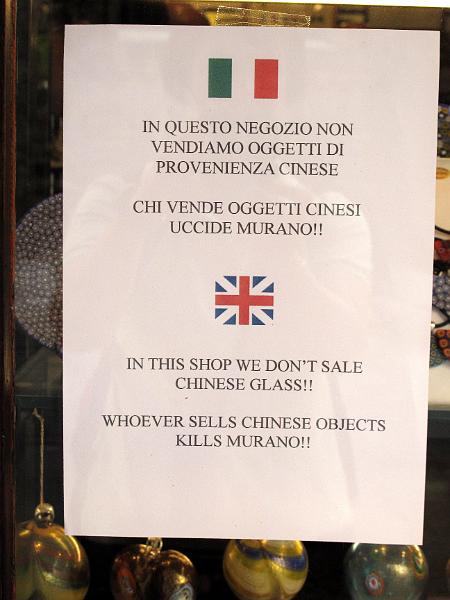 IN QUESTO NEGOZIO NON
VENDIAMO OGGETTI DI
PROVENIENZA CINESE
CHI VENDE OGGETTI CINESI
UCCIDE MURANO!!
IN THIS SHOP WE DON'T SALE
CHINESE GLASS!!
WHOEVER SELLS CHINESE OBJECTS
KILLS MURANO!!